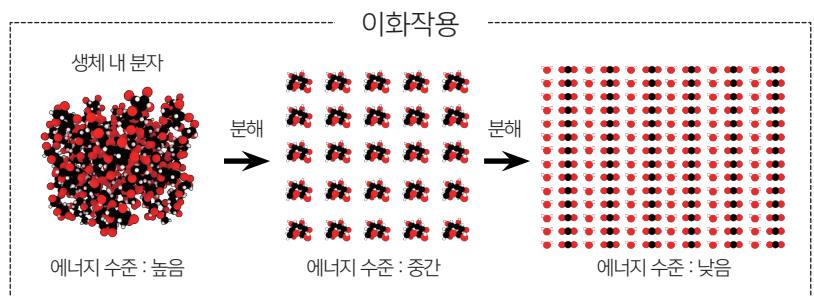 이화작용
생체 내 분자
분해
분해
에너지 수준 : 높음
에너지 수준 : 중간
에너지 수준 : 낮음